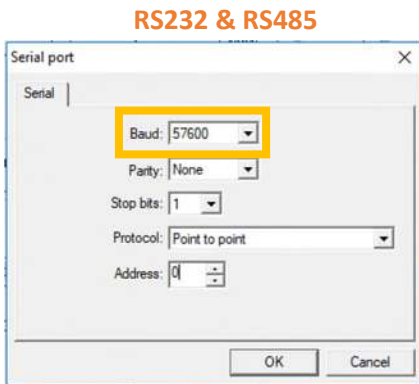 RS232 & RS485
Serial port
Serial
Baud: 57600
Parity: None
Stop bits: 1
Protocol: Point to point
Address: 0
OK Cancel